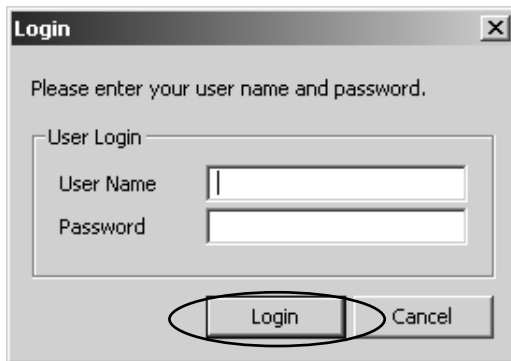 Login
Please enter your user name and password.
User Login
User Name
Password
Login Cancel